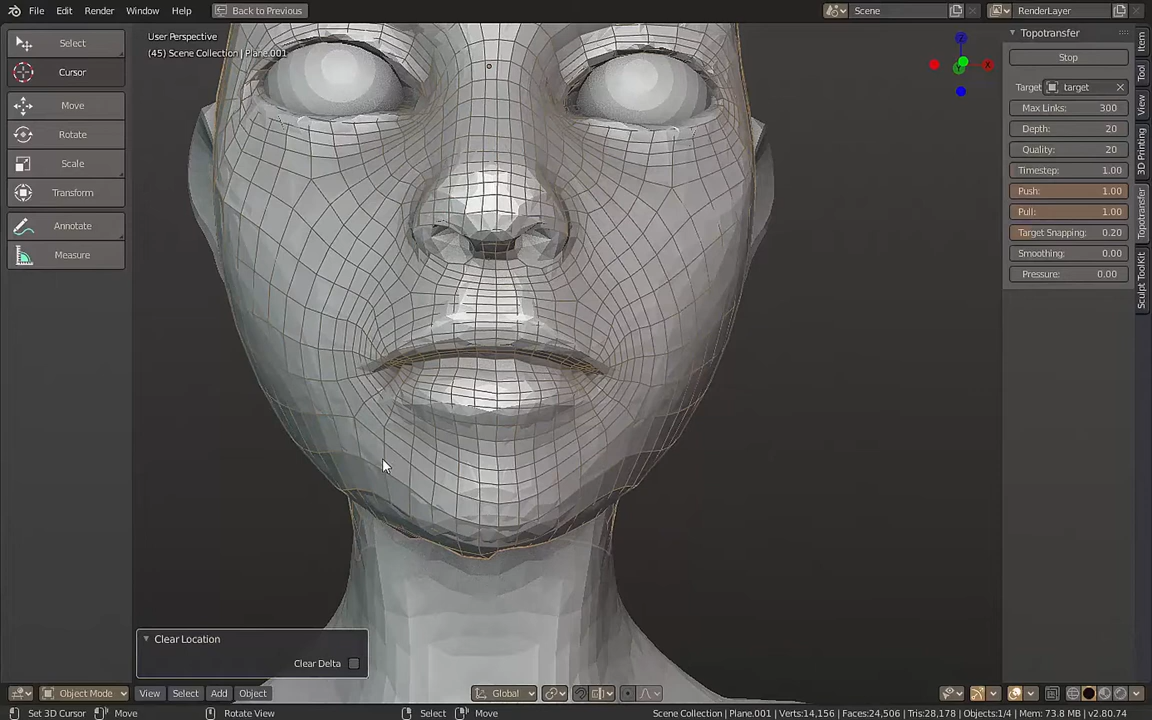 File Edit Render Window Help Back to Previous Scene RenderLayer
User Perspective
(45) Scene Collection | Plane.001
Select
Cursor
Move
Rotate
Scale
Transform
Annotate
Measure
Z
X
Y
Topotransfer
Stop
Target target
Max Links: 300
Depth: 20
Quality: 20
Timestep: 1.00
Push: 1.00
Pull: 1.00
Target Snapping: 0.20
Smoothing: 0.00
Pressure: 0.00
Item
Tool
View
3D Printing
Topotransfer
Sculpt ToolKit
Clear Location
Clear Delta
Object Mode View Select Add Object Global
Set 3D Cursor Move Rotate View Select Move Scene Collection | Plane.001 | Verts:14,156 | Faces:24,506 | Tris:28,178 | Objects:1/4 | Mem: 73.8 MB | v2.80.74